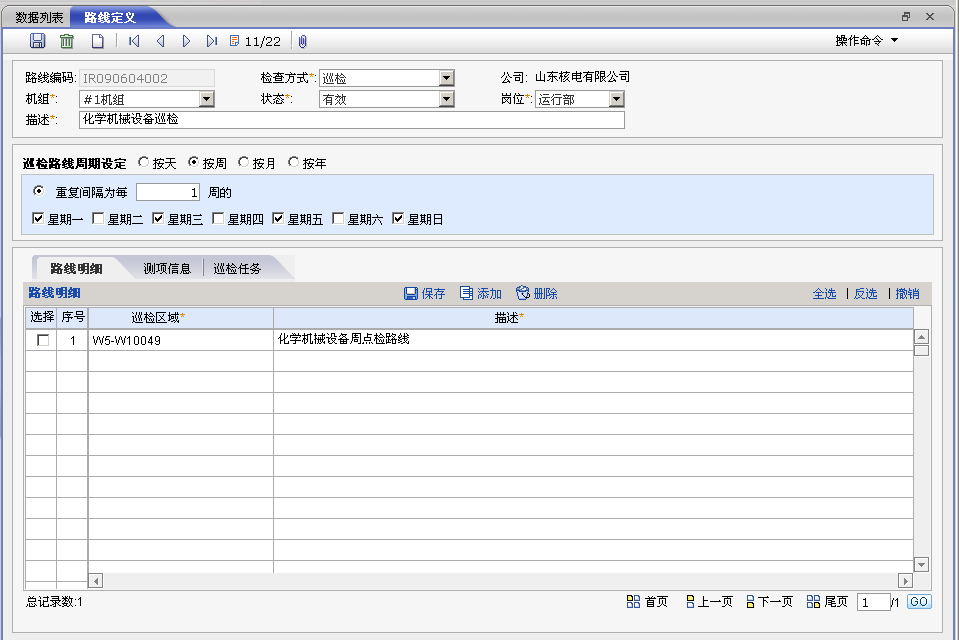 数据列表 路线定义
11/22 操作命令
路线编码: IR090604002 检查方式*: 巡检 公司: 山东核电有限公司
机组*: #1机组 状态*: 有效 岗位*: 运行部
描述*: 化学机械设备巡检
巡检路线周期设定 按天 按周 按月 按年
重复间隔为每 1 周的
星期一 星期二 星期三 星期四 星期五 星期六 星期日
路线明细 测项信息 巡检任务
路线明细 保存 添加 删除 全选 | 反选 | 撤销
选择 序号 巡检区域* 描述*
1 W5-W10049 化学机械设备周点检路线
总记录数:1 首页 上一页 下一页 尾页 1 /1 GO